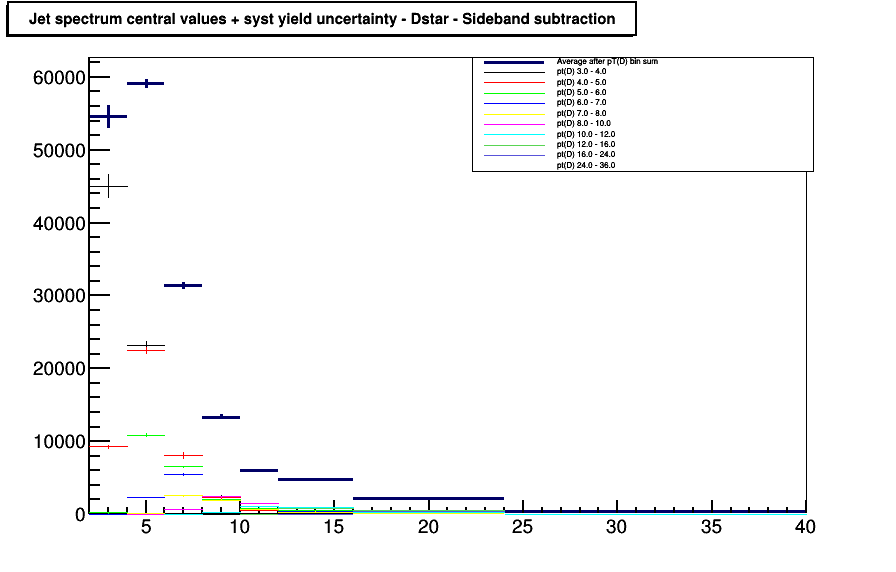 Jet spectrum central values + syst yield uncertainty - Dstar - Sideband subtraction
Average after pT(D) bin sum
pt(D) 3.0 - 4.0
pt(D) 4.0 - 5.0
pt(D) 5.0 - 6.0
pt(D) 6.0 - 7.0
pt(D) 7.0 - 8.0
pt(D) 8.0 - 10.0
pt(D) 10.0 - 12.0
pt(D) 12.0 - 16.0
pt(D) 16.0 - 24.0
pt(D) 24.0 - 36.0
60000
50000
40000
30000
20000
10000
0
5 10 15 20 25 30 35 40